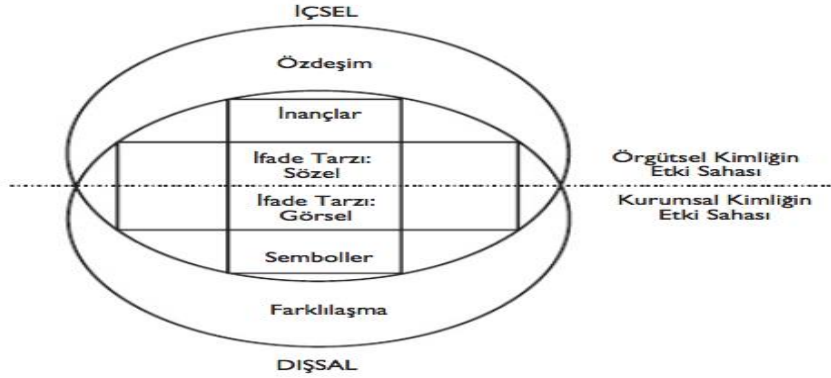 İÇSEL
Özdeşim
İnançlar
İfade Tarzı:
Sözel
Örgütsel Kimliğin
Etki Sahası
İfade Tarzı:
Görsel
Kurumsal Kimliğin
Etki Sahası
Semboller
Farklılaşma
DIŞSAL